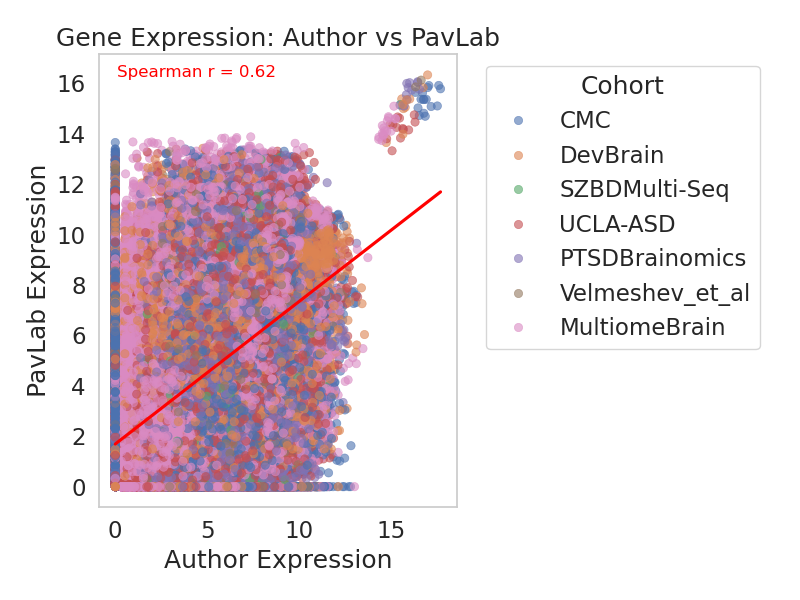 Gene Expression: Author vs PavLab
Spearman r = 0.62
16
14
12
10
8
6
4
2
0
PavLab Expression
0 5 10 15
Author Expression
Cohort
CMC
DevBrain
SZBDMulti-Seq
UCLA-ASD
PTSDBrainomics
Velmeshev_et_al
MultiomeBrain